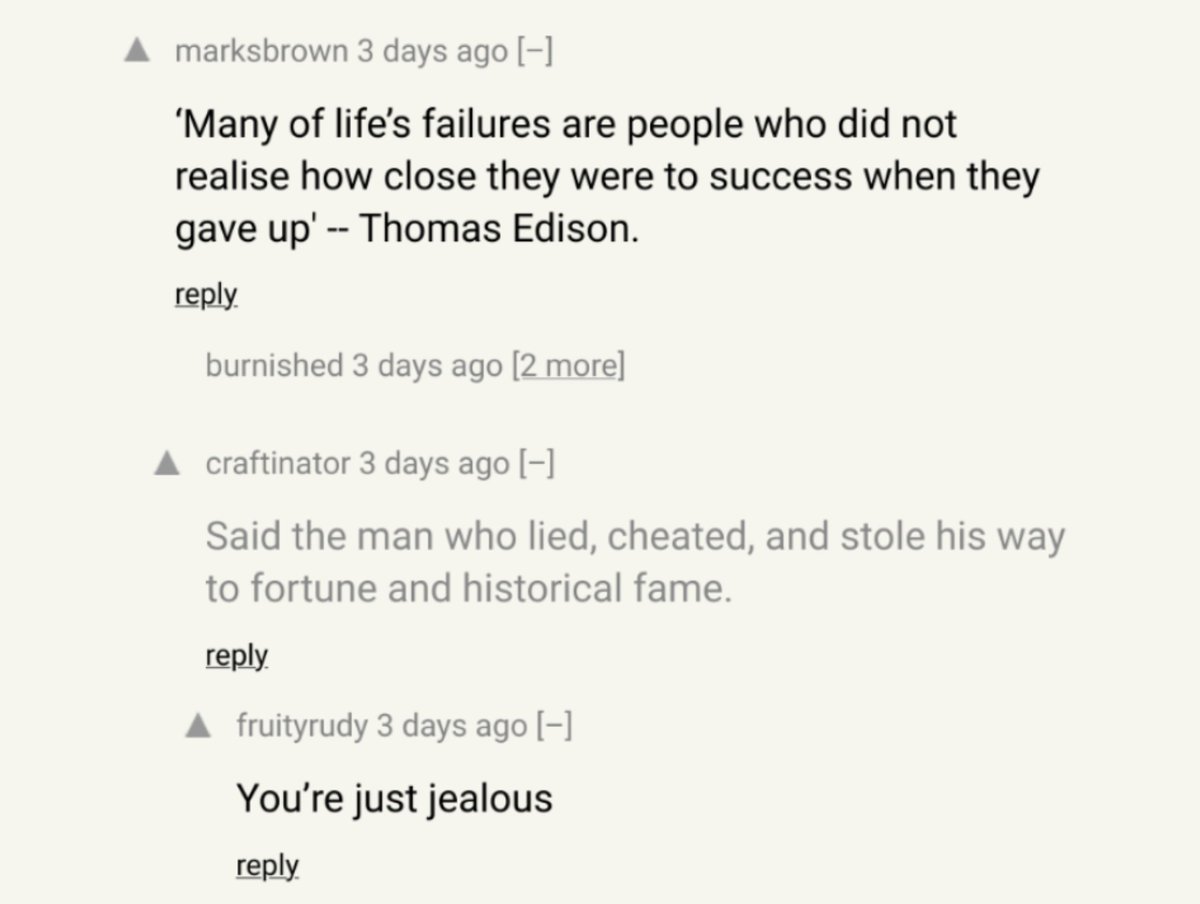 ▲ marksbrown 3 days ago [–]
‘Many of life’s failures are people who did not
realise how close they were to success when they
gave up' -- Thomas Edison.
reply
burnished 3 days ago [2 more]
▲ craftinator 3 days ago [–]
Said the man who lied, cheated, and stole his way
to fortune and historical fame.
reply
▲ fruityrudy 3 days ago [–]
You’re just jealous
reply